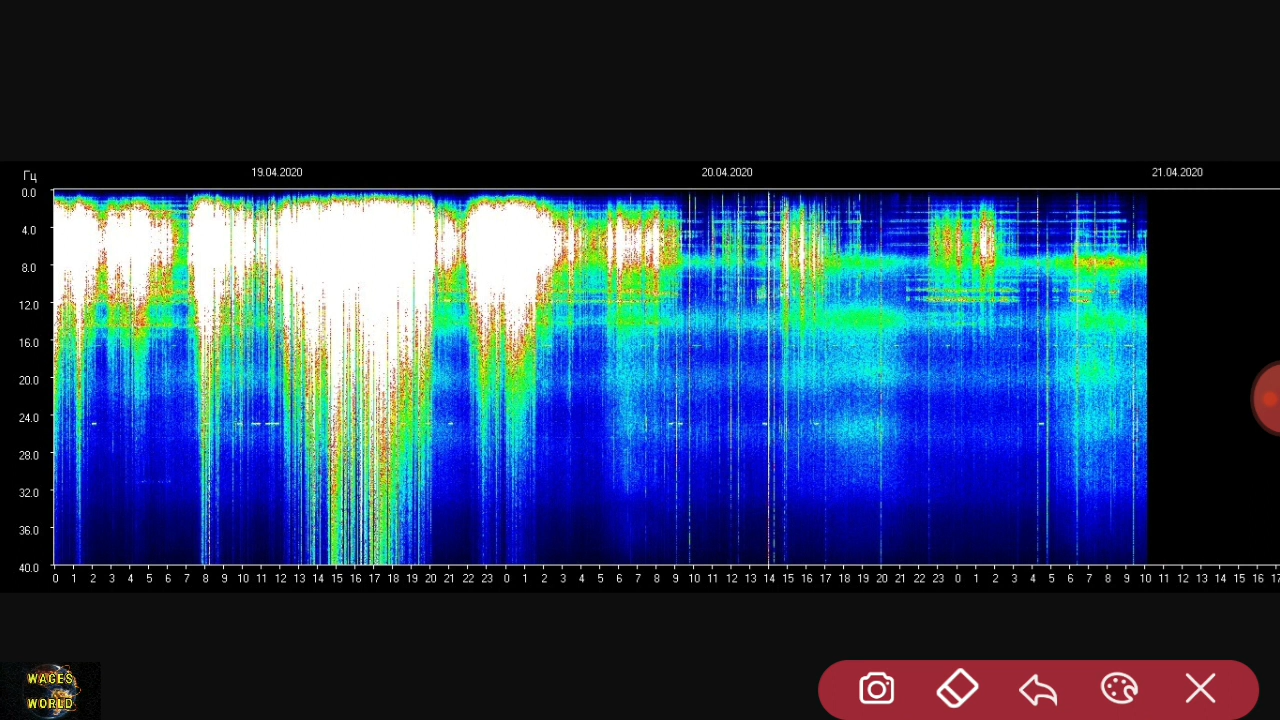 19.04.2020 20.04.2020 21.04.2020
Гц
0.0
4.0
8.0
12.0
16.0
20.0
24.0
28.0
32.0
36.0
40.0
0 1 2 3 4 5 6 7 8 9 10 11 12 13 14 15 16 17 18 19 20 21 22 23 0 1 2 3 4 5 6 7 8 9 10 11 12 13 14 15 16 17 18 19 20 21 22 23 0 1 2 3 4 5 6 7 8 9 10 11 12 13 14 15 16 17
WAGES
WORLD